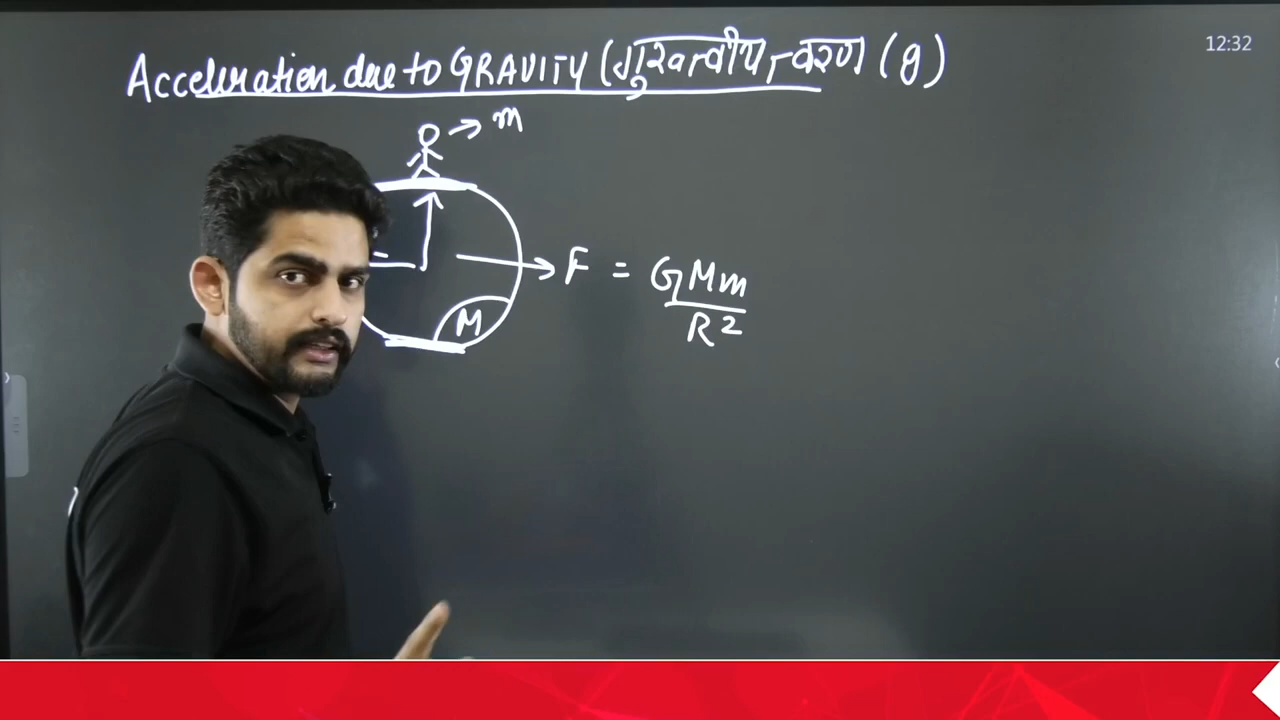 12:32
Acceleration due to GRAVITY (गुरुत्वीय त्वरण) (g)
m
F = GMm
R²
M